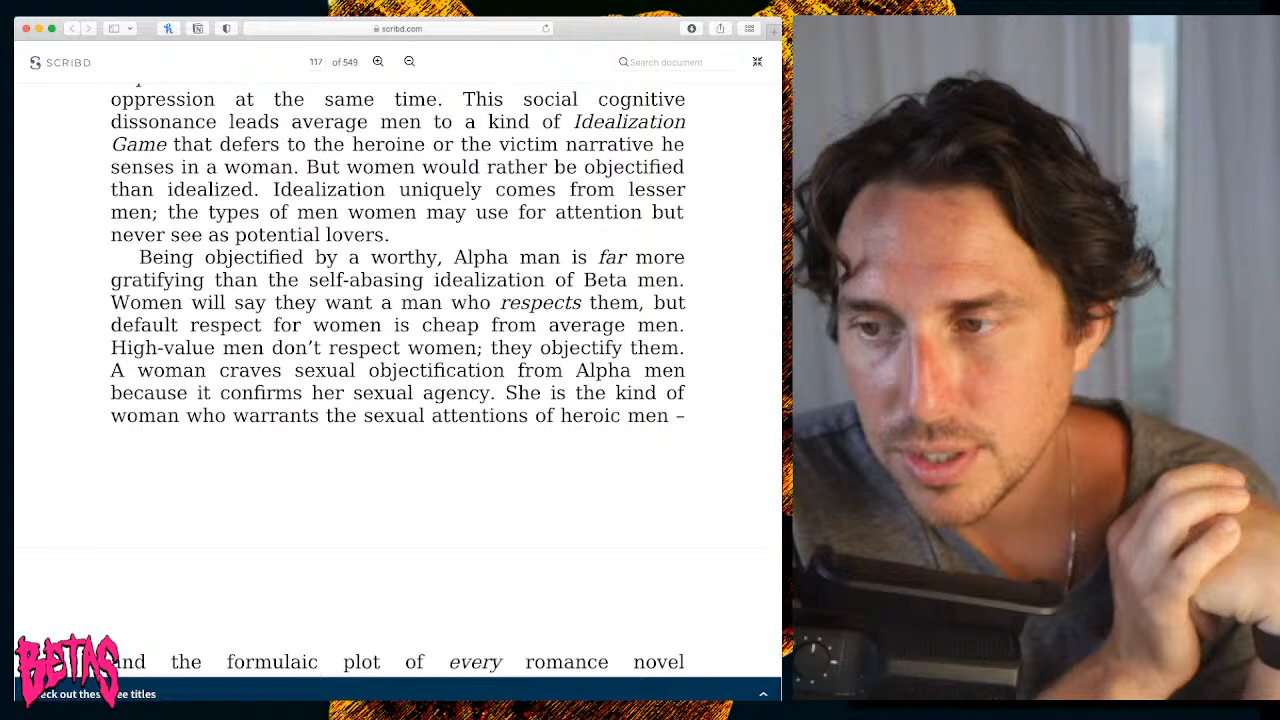 scribd.com
SCRIBD
117 of 549
Search document
oppression at the same time. This social cognitive
dissonance leads average men to a kind of Idealization
Game that defers to the heroine or the victim narrative he
senses in a woman. But women would rather be objectified
than idealized. Idealization uniquely comes from lesser
men; the types of men women may use for attention but
never see as potential lovers.
Being objectified by a worthy, Alpha man is far more
gratifying than the self-abasing idealization of Beta men.
Women will say they want a man who respects them, but
default respect for women is cheap from average men.
High-value men don’t respect women; they objectify them.
A woman craves sexual objectification from Alpha men
because it confirms her sexual agency. She is the kind of
woman who warrants the sexual attentions of heroic men –
and the formulaic plot of every romance novel
BETAS
titles